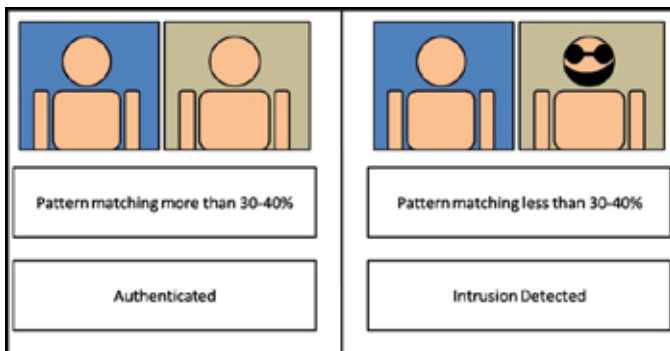 Pattern matching more than 30-40%
Pattern matching less than 30-40%
Authenticated
Intrusion Detected